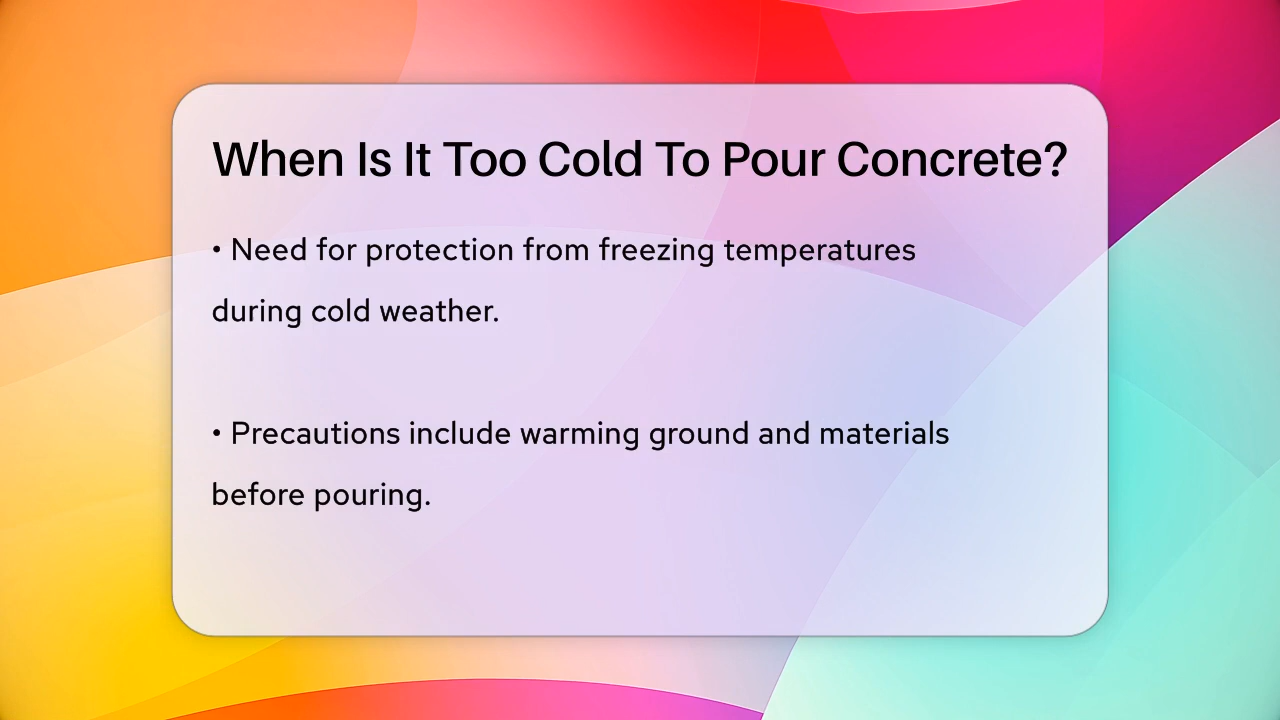 When Is It Too Cold To Pour Concrete?
• Need for protection from freezing temperatures
during cold weather.
• Precautions include warming ground and materials
before pouring.